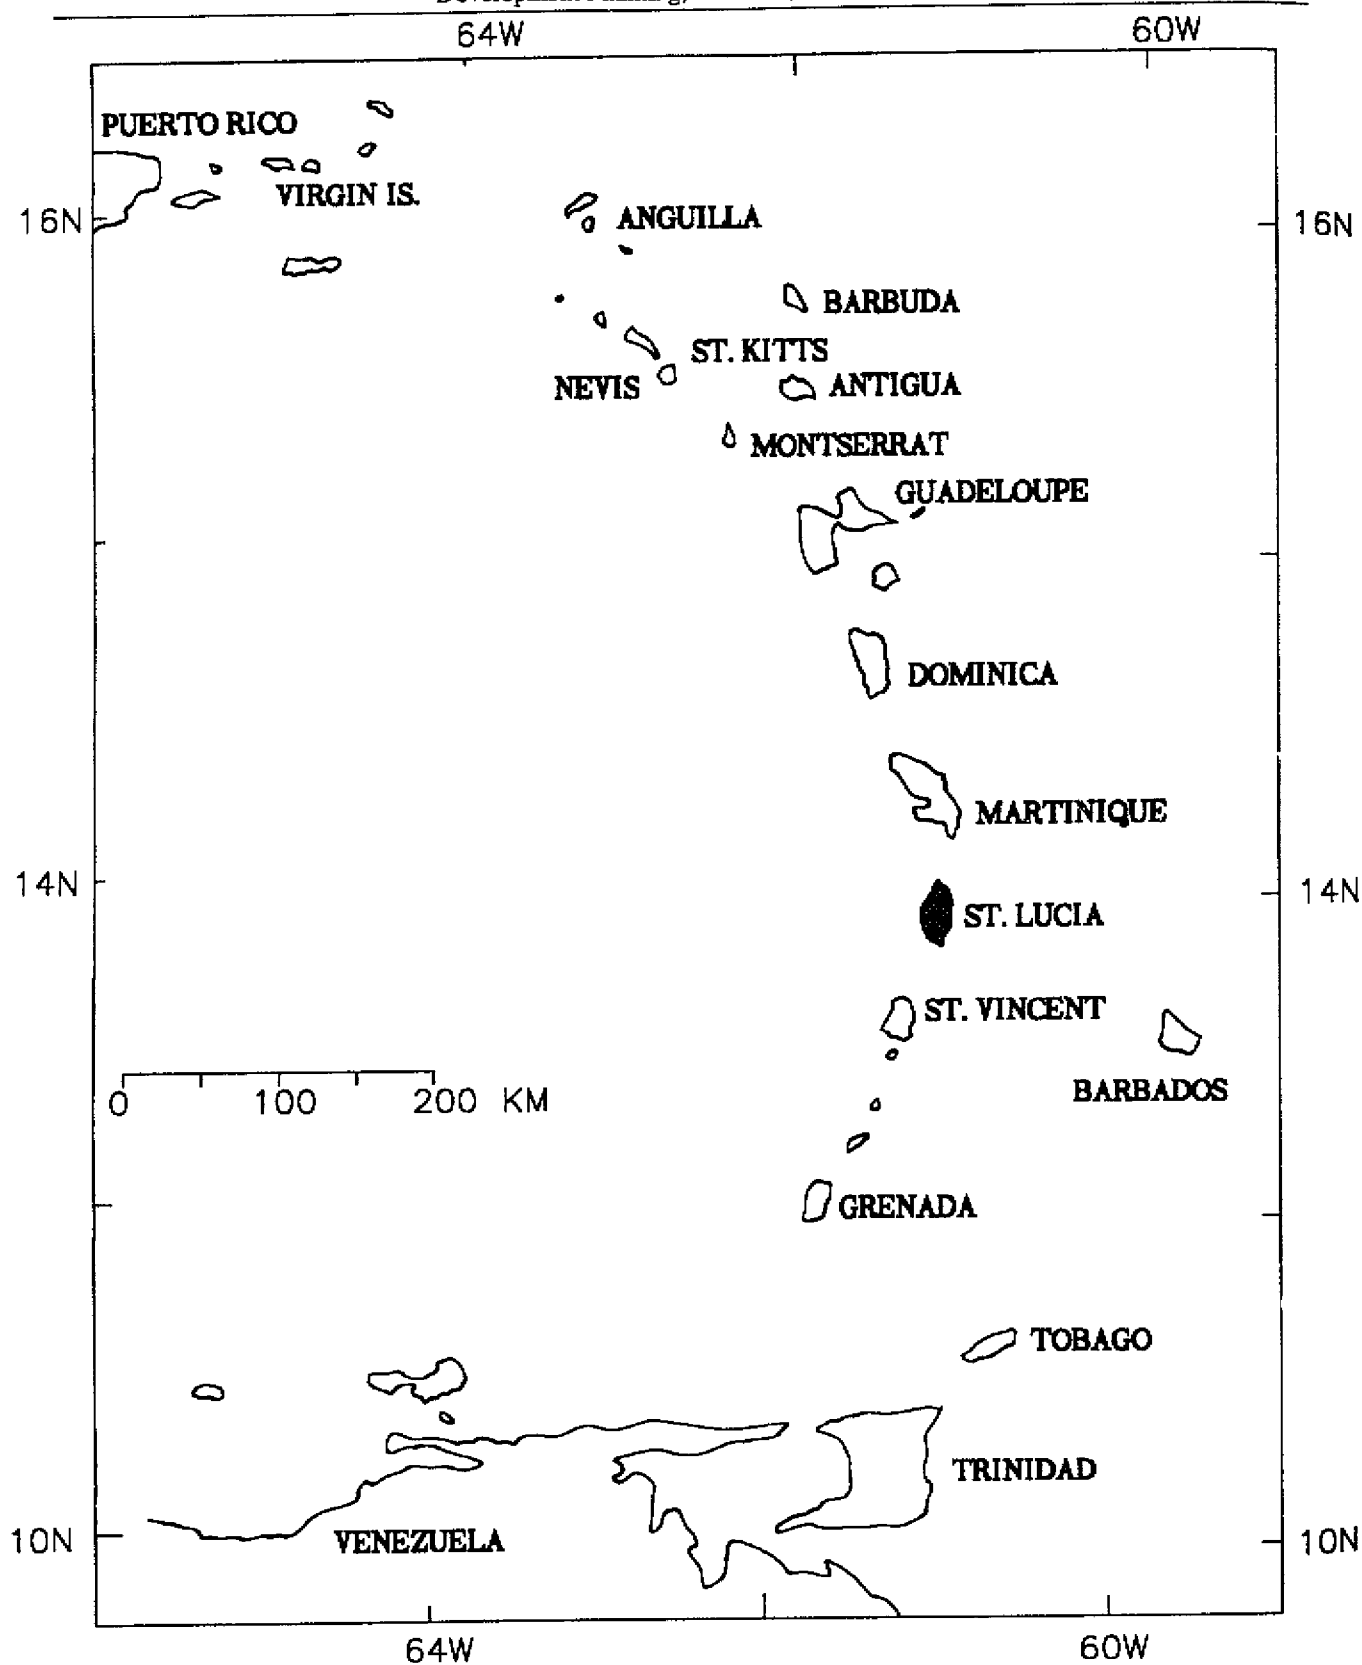 64W 60W
PUERTO RICO
VIRGIN IS.
16N ANGUILLA 16N
BARBUDA
ST. KITTS
NEVIS ANTIGUA
MONTSERRAT
GUADELOUPE
DOMINICA
MARTINIQUE
14N ST. LUCIA 14N
ST. VINCENT
0 100 200 KM
BARBADOS
GRENADA
TOBAGO
TRINIDAD
10N VENEZUELA 10N
64W 60W